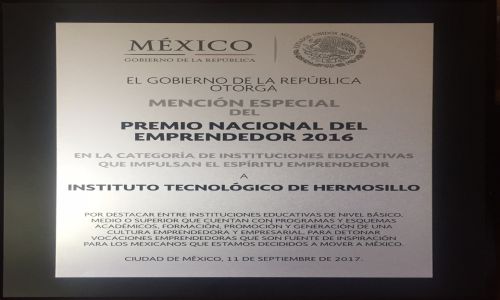 MÉXICO
GOBIERNO DE LA REPÚBLICA
ESTADOS UNIDOS MEXICANOS
EL GOBIERNO DE LA REPÚBLICA
OTORGA
MENCIÓN ESPECIAL
DEL
PREMIO NACIONAL DEL
EMPRENDEDOR 2016
EN LA CATEGORÍA DE INSTITUCIONES EDUCATIVAS
QUE IMPULSAN EL ESPÍRITU EMPRENDEDOR
A
INSTITUTO TECNOLÓGICO DE HERMOSILLO
POR DESTACAR ENTRE INSTITUCIONES EDUCATIVAS DE NIVEL BÁSICO,
MEDIO O SUPERIOR QUE CUENTAN CON PROGRAMAS Y ESQUEMAS
ACADÉMICOS, FORMACIÓN, PROMOCIÓN Y GENERACIÓN DE UNA
CULTURA EMPRENDEDORA Y EMPRESARIAL, PARA DETONAR
VOCACIONES EMPRENDEDORAS QUE SON FUENTE DE INSPIRACIÓN
PARA LOS MEXICANOS QUE ESTAMOS DECIDIDOS A MOVER A MÉXICO.
CIUDAD DE MÉXICO, 11 DE SEPTIEMBRE DE 2017.